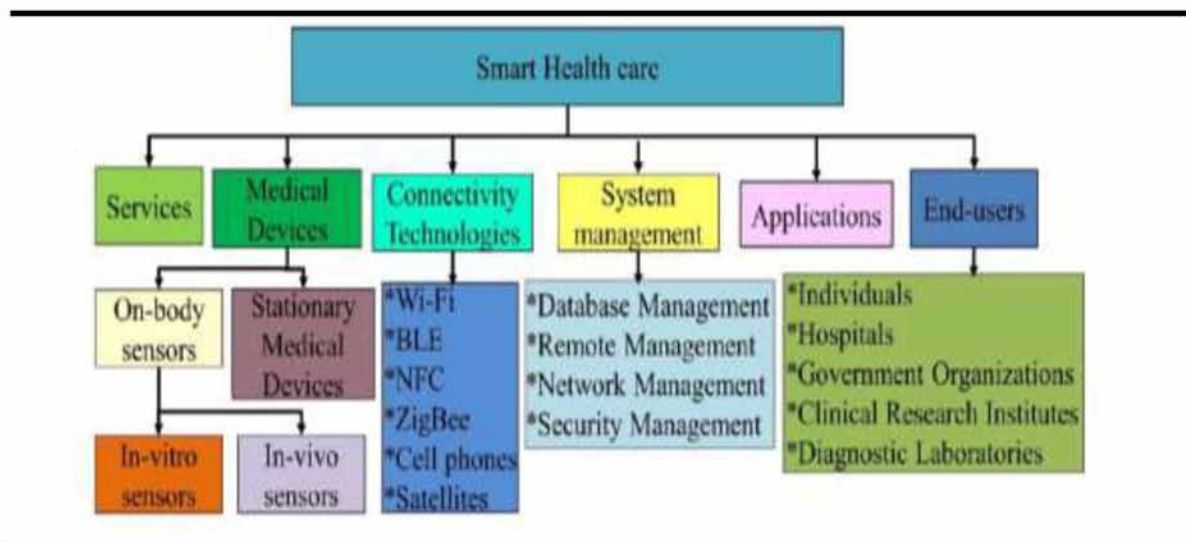 Smart Health care
Services
Medical
Devices
Connectivity
Technologies
System
management
Applications
End-users
On-body
sensors
Stationary
Medical
Devices
In-vitro
sensors
In-vivo
sensors
*Wi-Fi
*BLE
*NFC
*ZigBee
*Cell phones
*Satellites
*Database Management
*Remote Management
*Network Management
*Security Management
*Individuals
*Hospitals
*Government Organizations
*Clinical Research Institutes
*Diagnostic Laboratories